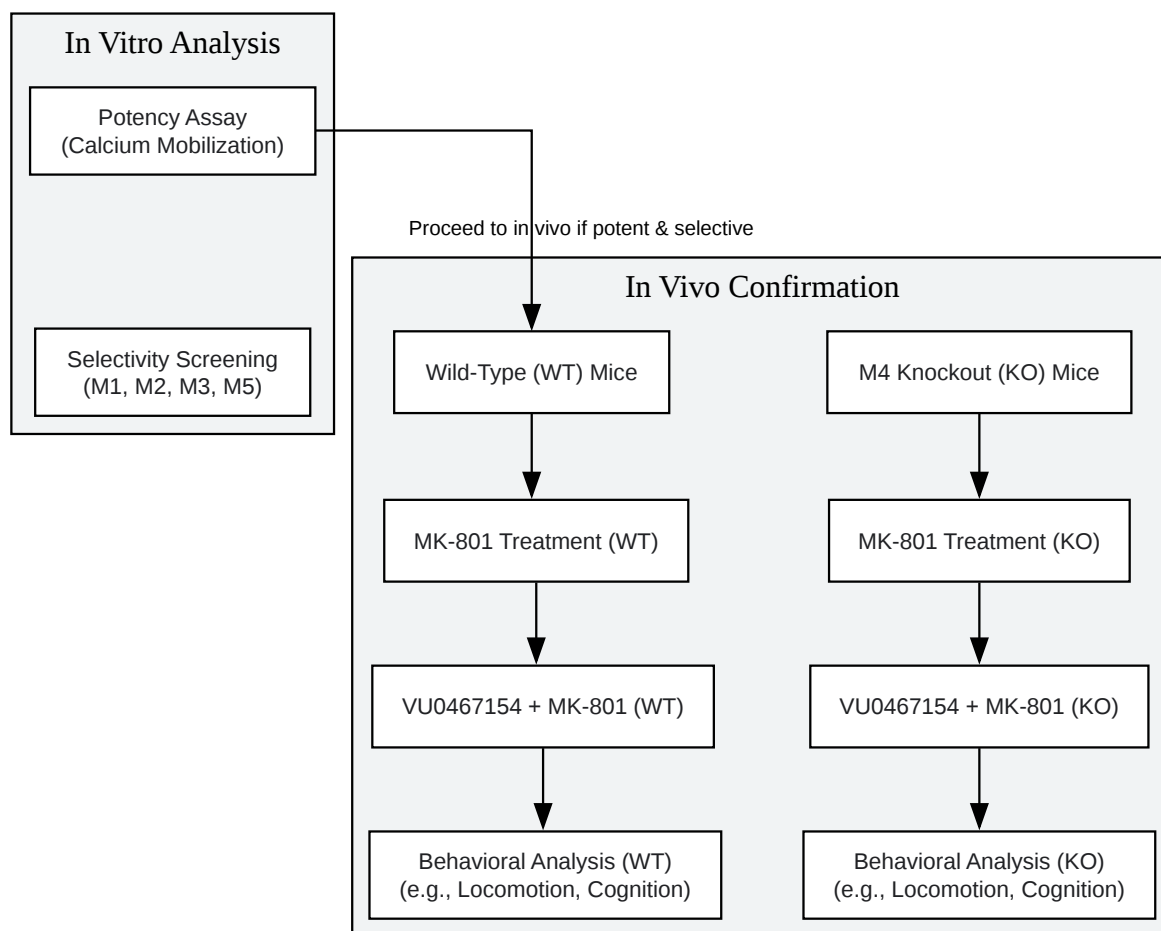 In Vitro Analysis
Potency Assay
(Calcium Mobilization)
Selectivity Screening
(M1, M2, M3, M5)
Proceed to in vivo if potent & selective
In Vivo Confirmation
Wild-Type (WT) Mice
MK-801 Treatment (WT)
VU0467154 + MK-801 (WT)
Behavioral Analysis (WT)
(e.g., Locomotion, Cognition)
M4 Knockout (KO) Mice
MK-801 Treatment (KO)
VU0467154 + MK-801 (KO)
Behavioral Analysis (KO)
(e.g., Locomotion, Cognition)